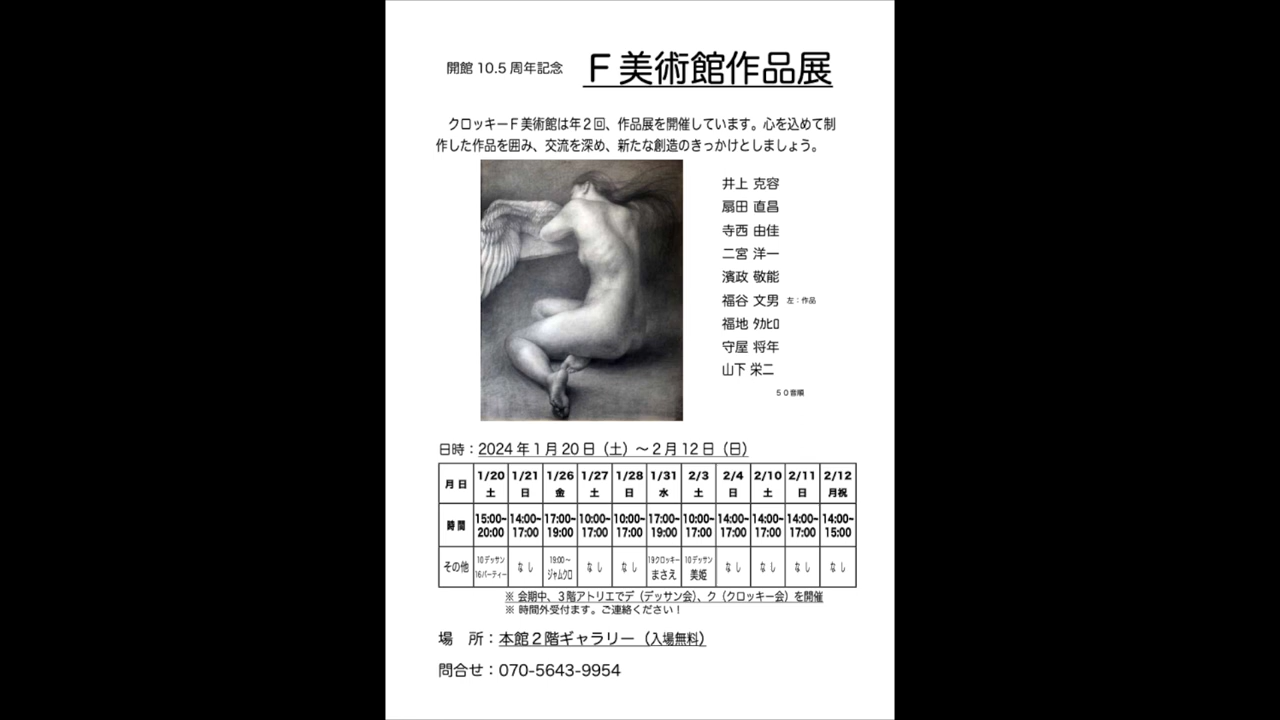 開館 10.5 周年記念 F 美術館作品展
クロッキーF 美術館は年２回、作品展を開催しています。心を込めて制
作した作品を囲み、交流を深め、新たな創造のきっかけとしましょう。
井上 克容
扇田 直昌
寺西 由佳
二宮 洋一
濱政 敬能
福谷 文男 左：作品
福地 ﾀｶﾋﾛ
守屋 将年
山下 栄二
５０音順
日時：2024 年 1 月 20 日（土）～ 2 月 12 日（日）
月 日 1/20 土 1/21 日 1/26 金 1/27 土 1/28 日 1/31 水 2/3 土 2/4 日 2/10 土 2/11 日 2/12 月祝
時 間 15:00~20:00 14:00~17:00 17:00~19:00 10:00~17:00 10:00~17:00 17:00~19:00 10:00~17:00 14:00~17:00 14:00~17:00 14:00~17:00 14:00~15:00
その他 10デッサン 16パーティー な し 19:00～ジャムクロ な し な し 19クロッキー まさえ 10デッサン 美姫 な し な し な し な し
※ 会期中、３階アトリエでデ（デッサン会）、ク（クロッキー会）を開催
※ 時間外受付ます。ご連絡ください！
場　所：本館２階ギャラリー（入場無料）
問合せ：070-5643-9954